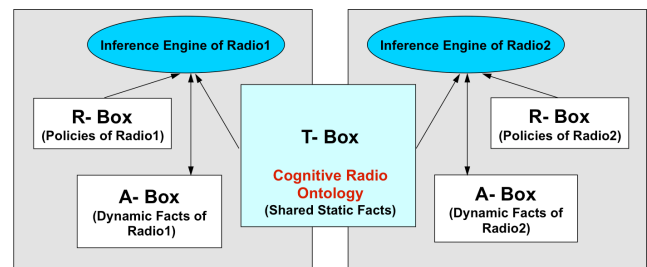 Inference Engine of Radio1
Inference Engine of Radio2
R- Box
(Policies of Radio1)
A- Box
(Dynamic Facts of
Radio1)
T- Box
Cognitive Radio
Ontology
(Shared Static Facts)
R- Box
(Policies of Radio2)
A- Box
(Dynamic Facts of
Radio2)